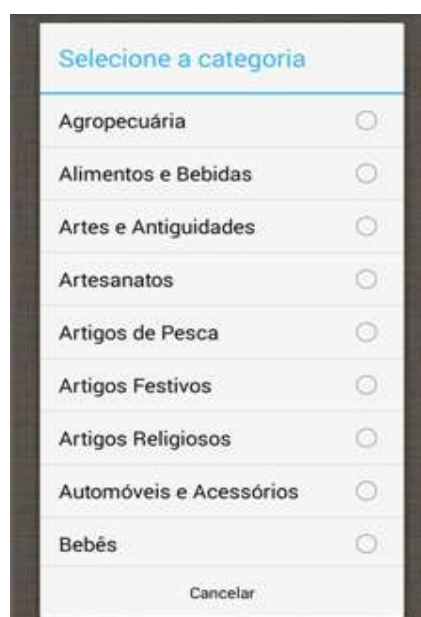 Selecione a categoria
Agropecuária
Alimentos e Bebidas
Artes e Antiguidades
Artesanatos
Artigos de Pesca
Artigos Festivos
Artigos Religiosos
Automóveis e Acessórios
Bebês
Cancelar